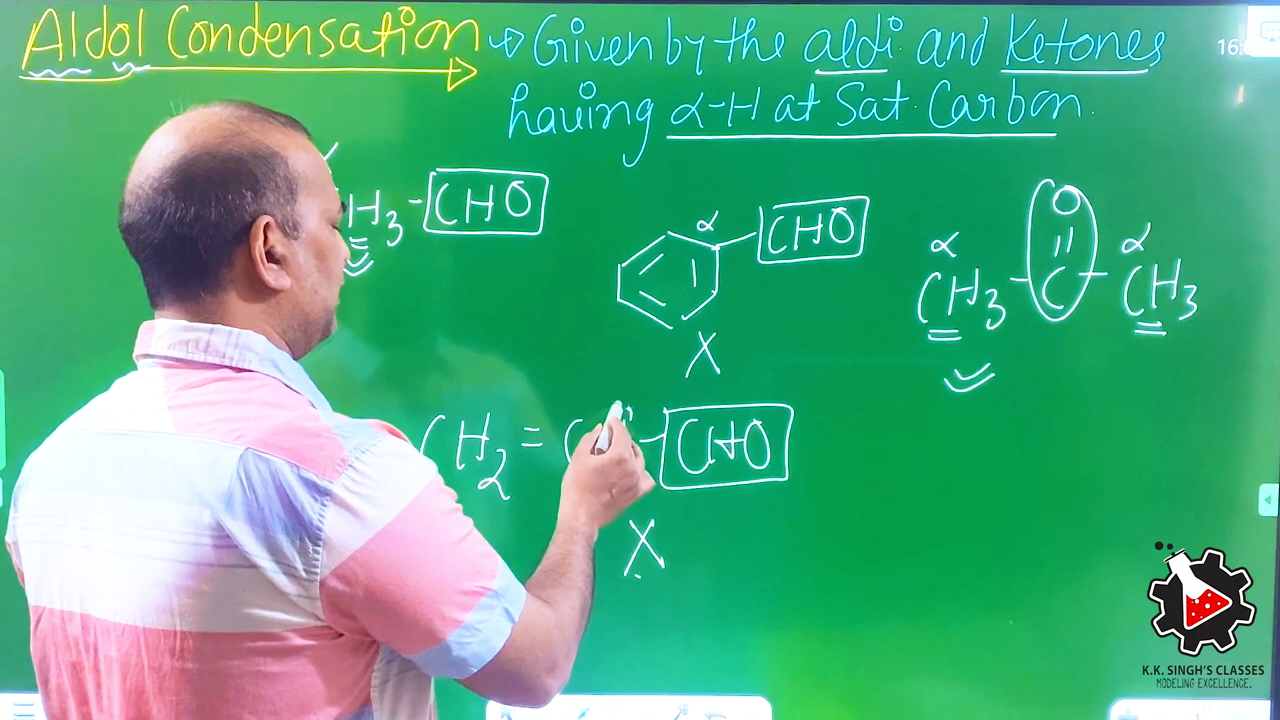 Aldol Condensation → Given by the aldi. and Ketones
16:
having α-H at Sat. Carbon.
H3-CHO
α
CHO
X
O
||
α α
CH3-C-CH3
CH2=C -CHO
X
K.K. SINGH'S CLASSES
MODELING EXCELLENCE.